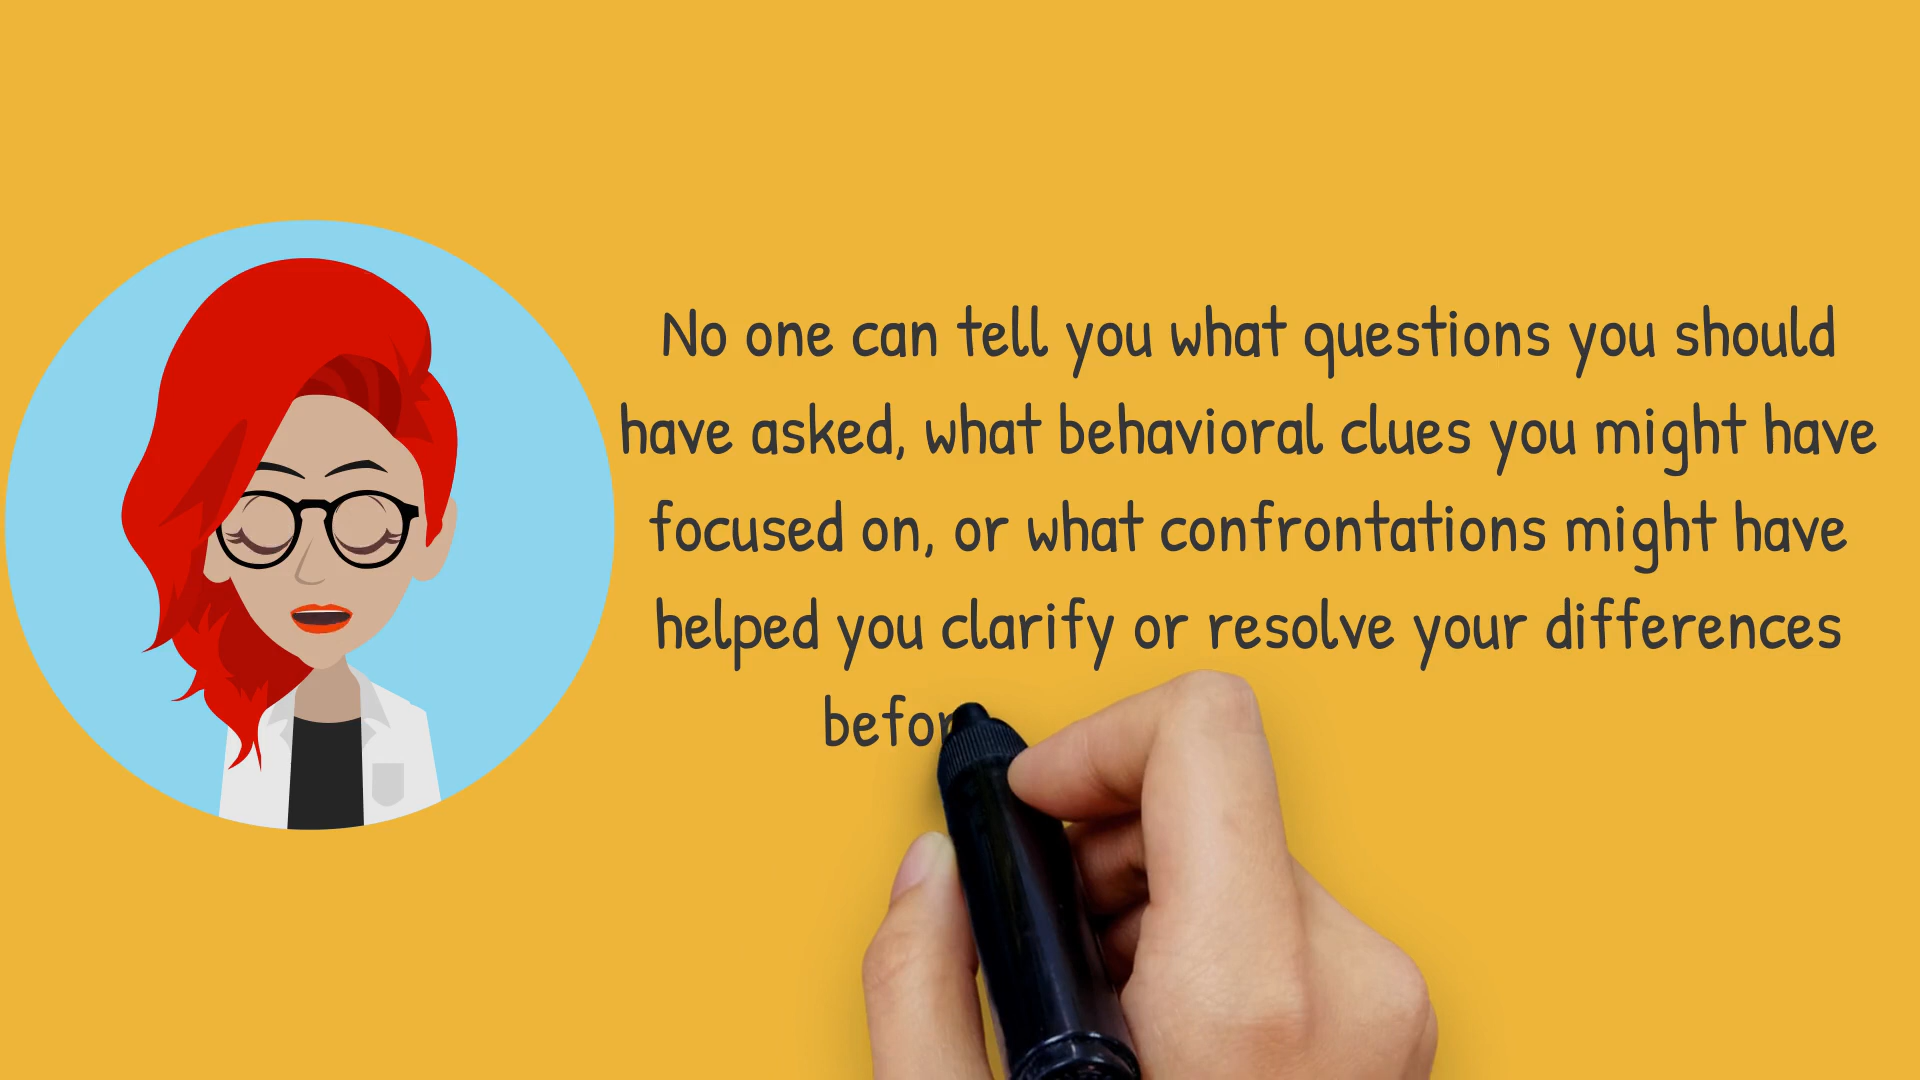 No one can tell you what questions you should
have asked, what behavioral clues you might have
focused on, or what confrontations might have
helped you clarify or resolve your differences